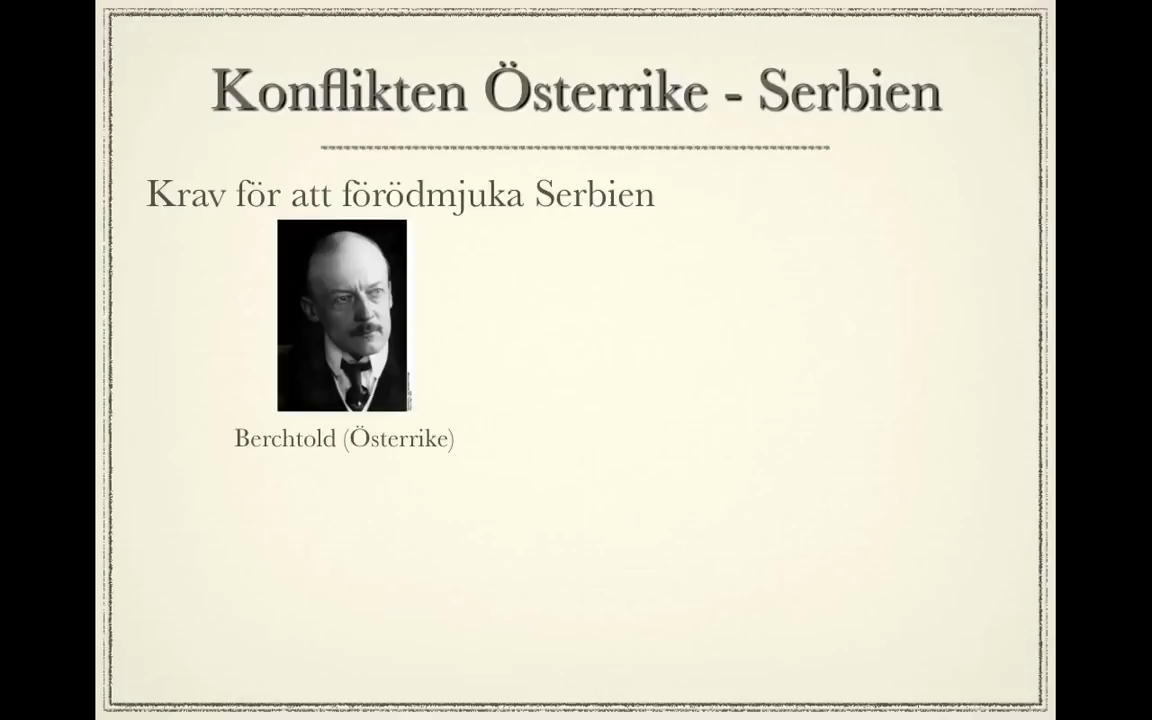 Konflikten Österrike - Serbien
Krav för att förödmjuka Serbien
Berchtold (Österrike)